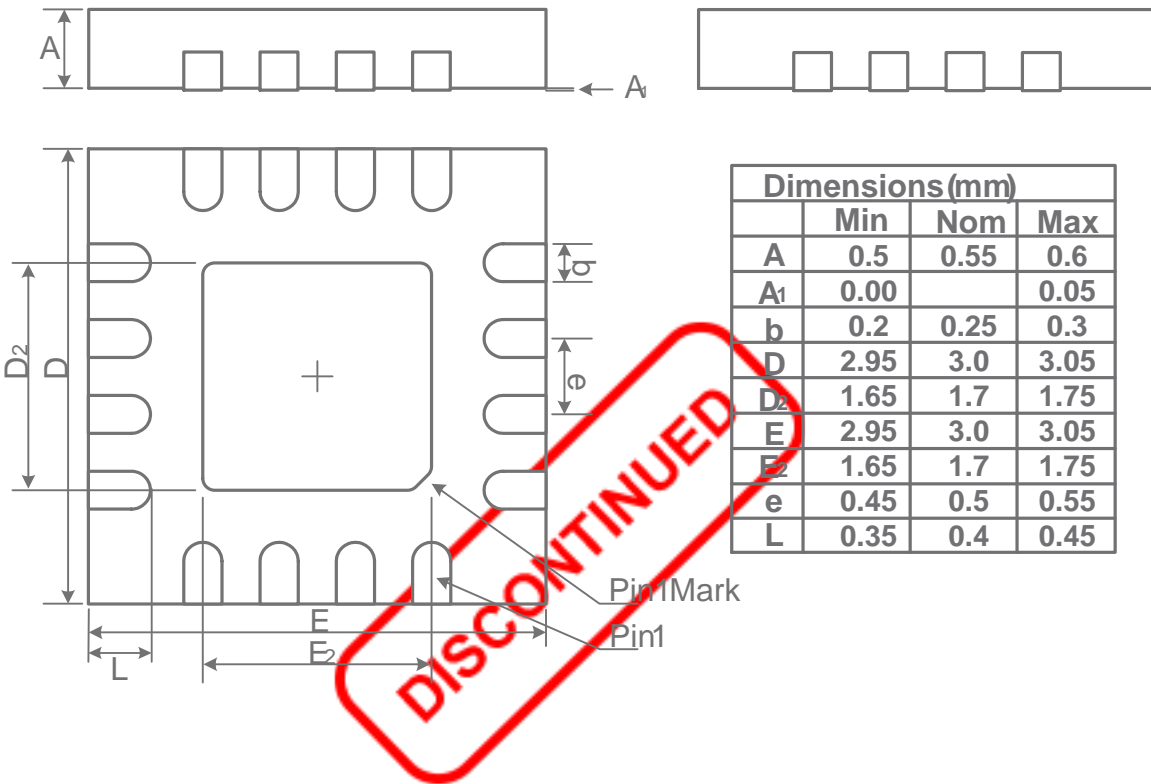 A
A1
D2
D
b
e
Dimensions(mm)
Min Nom Max
A 0.5 0.55 0.6
A1 0.00 0.05
b 0.2 0.25 0.3
D 2.95 3.0 3.05
D2 1.65 1.7 1.75
E 2.95 3.0 3.05
E2 1.65 1.7 1.75
e 0.45 0.5 0.55
L 0.35 0.4 0.45
DISCONTINUED
Pin1Mark
Pin1
E
E2
L